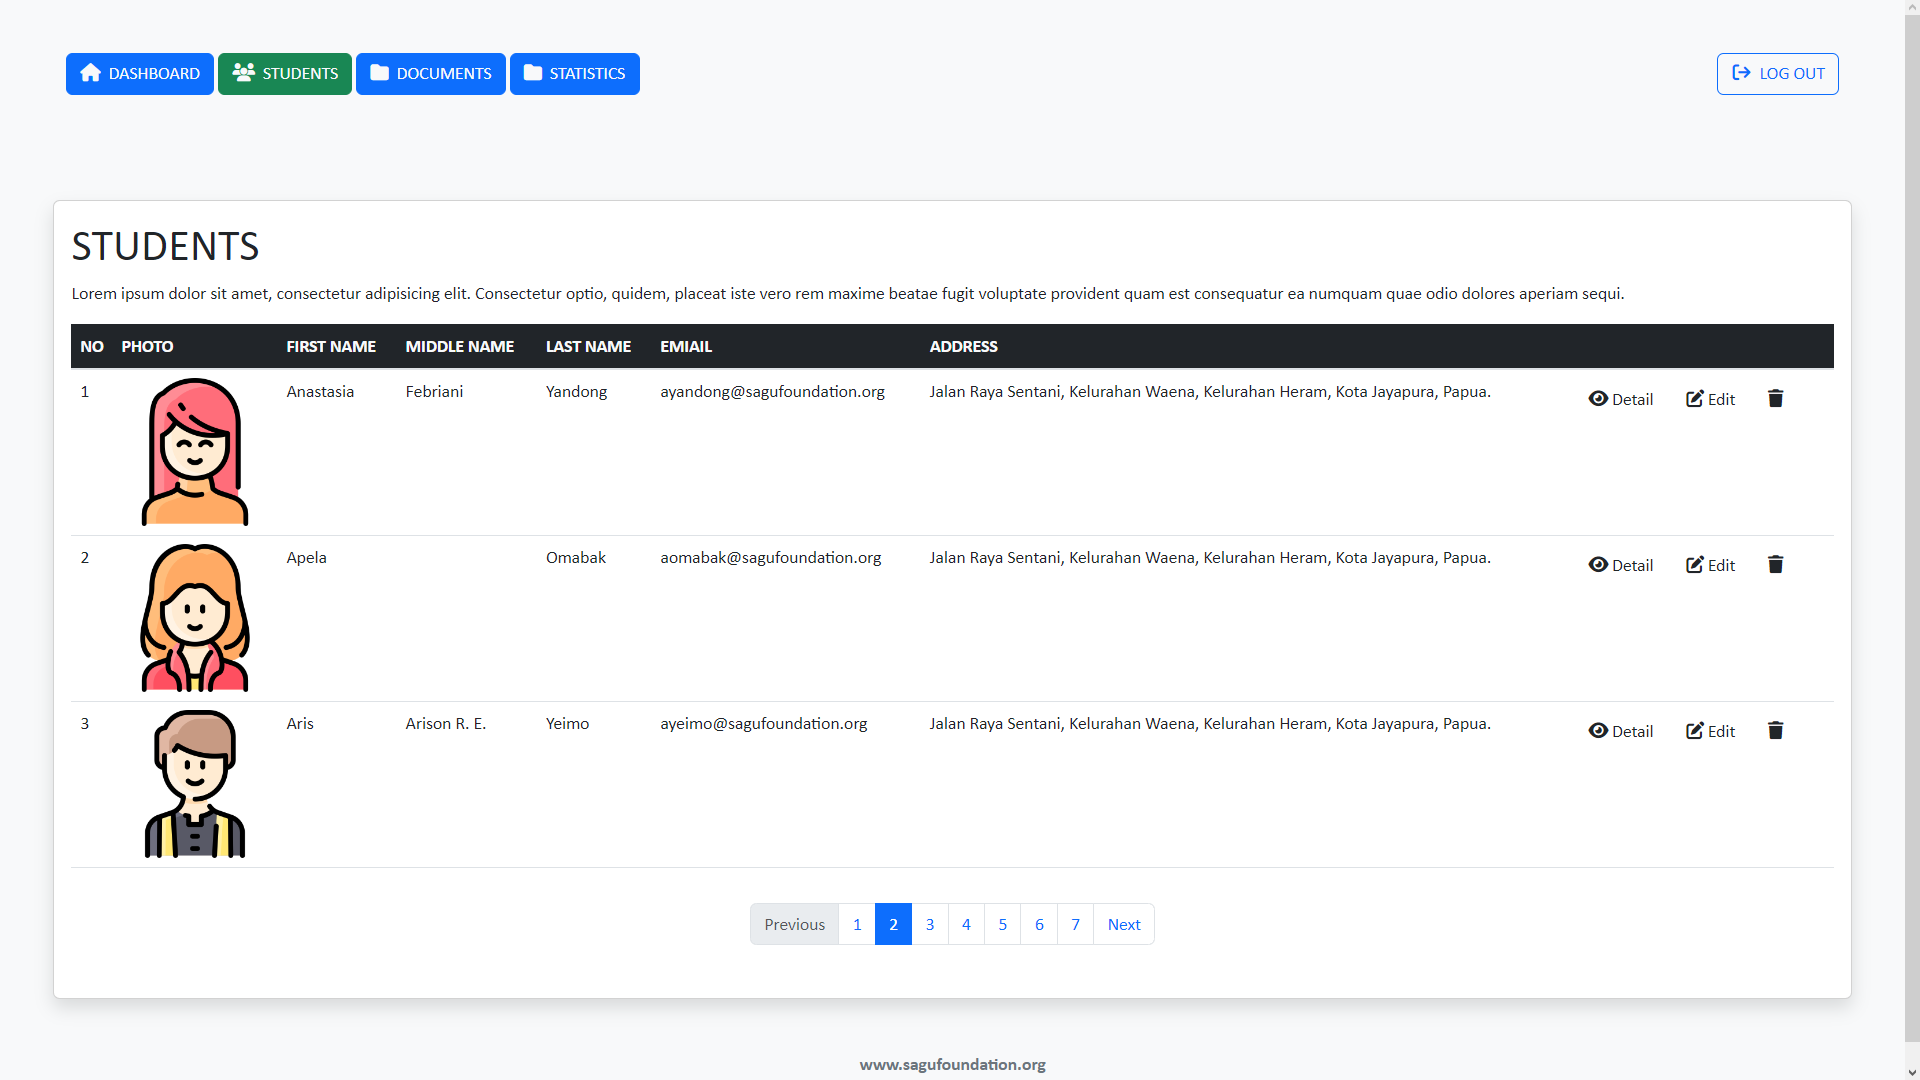 DASHBOARD STUDENTS DOCUMENTS STATISTICS LOG OUT
STUDENTS
Lorem ipsum dolor sit amet, consectetur adipisicing elit. Consectetur optio, quidem, placeat iste vero rem maxime beatae fugit voluptate provident quam est consequatur ea numquam quae odio dolores aperiam sequi.
NO PHOTO FIRST NAME MIDDLE NAME LAST NAME EMIAIL ADDRESS
1 Anastasia Febriani Yandong ayandong@sagufoundation.org Jalan Raya Sentani, Kelurahan Waena, Kelurahan Heram, Kota Jayapura, Papua. Detail Edit
2 Apela Omabak aomabak@sagufoundation.org Jalan Raya Sentani, Kelurahan Waena, Kelurahan Heram, Kota Jayapura, Papua. Detail Edit
3 Aris Arison R. E. Yeimo ayeimo@sagufoundation.org Jalan Raya Sentani, Kelurahan Waena, Kelurahan Heram, Kota Jayapura, Papua. Detail Edit
Previous 1 2 3 4 5 6 7 Next
www.sagufoundation.org